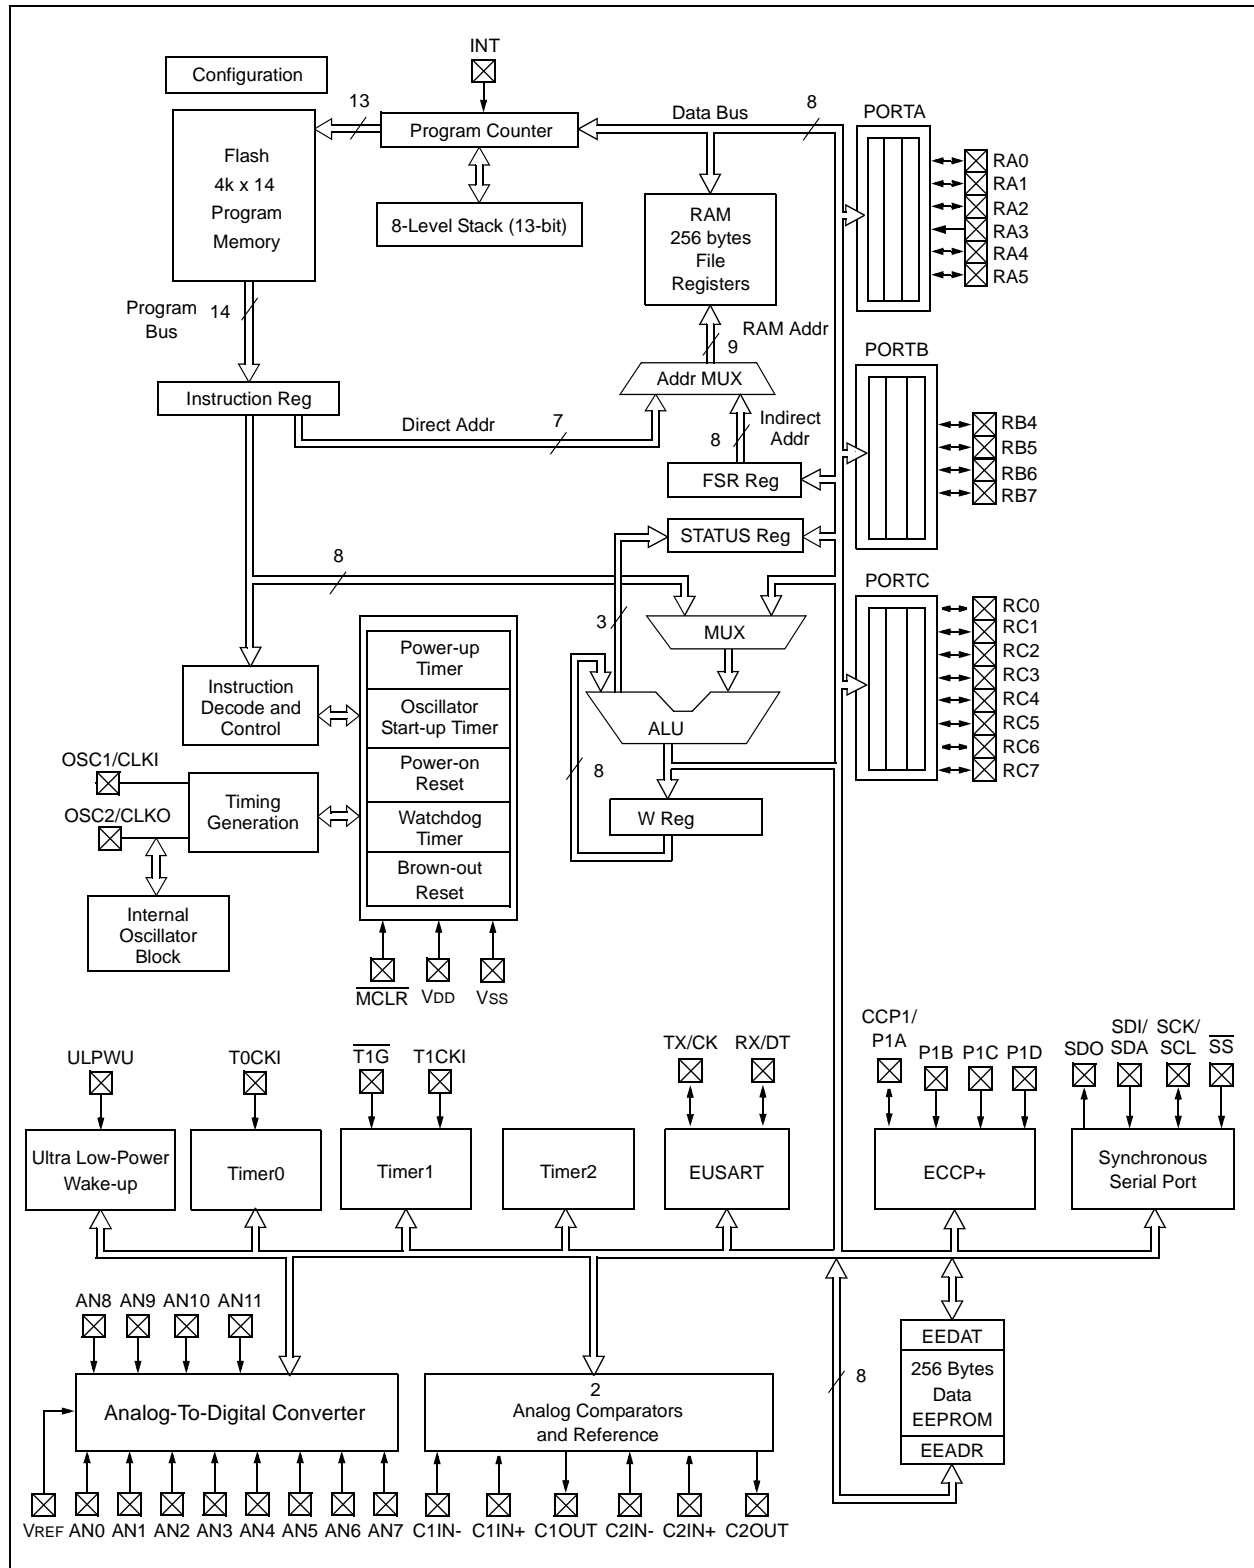 INT
Configuration
13
Program Counter
Data Bus
8
PORTA
Flash
4k x 14
Program
Memory
8-Level Stack (13-bit)
RAM
256 bytes
File
Registers
RA0
RA1
RA2
RA3
RA4
RA5
Program
Bus
14
RAM Addr
9
PORTB
Addr MUX
Instruction Reg
Direct Addr
7
Indirect
Addr
8
FSR Reg
RB4
RB5
RB6
RB7
STATUS Reg
8
PORTC
3
MUX
RC0
RC1
RC2
RC3
RC4
RC5
RC6
RC7
Power-up
Timer
Instruction
Decode and
Control
Oscillator
Start-up Timer
ALU
OSC1/CLKI
Power-on
Reset
8
OSC2/CLKO
Timing
Generation
Watchdog
Timer
W Reg
Brown-out
Reset
Internal
Oscillator
Block
MCLR
VDD
VSS
ULPWU
T0CKI
T1G
T1CKI
TX/CK
RX/DT
CCP1/
P1A
P1B
P1C
P1D
SDO
SDI/
SDA
SCK/
SCL
SS
Ultra Low-Power
Wake-up
Timer0
Timer1
Timer2
EUSART
ECCP+
Synchronous
Serial Port
AN8
AN9
AN10
AN11
EEDAT
256 Bytes
Data
EEPROM
EEADR
8
Analog-To-Digital Converter
2
Analog Comparators
and Reference
VREF
AN0
AN1
AN2
AN3
AN4
AN5
AN6
AN7
C1IN-
C1IN+
C1OUT
C2IN-
C2IN+
C2OUT